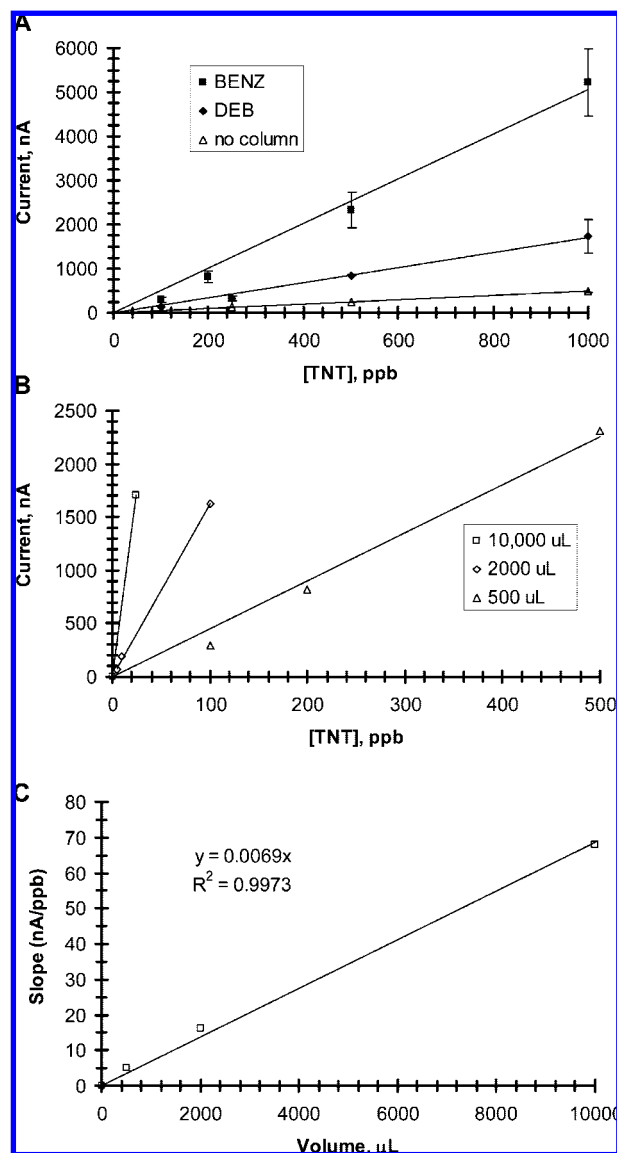 A
6000
5000
4000
3000
2000
1000
0
Current, nA
BENZ
DEB
no column
0 200 400 600 800 1000
[TNT], ppb
B
2500
2000
1500
1000
500
0
Current, nA
10,000 uL
2000 uL
500 uL
0 100 200 300 400 500
[TNT], ppb
C
80
70
60
50
40
30
20
10
0
Slope (nA/ppb)
y = 0.0069x
R² = 0.9973
0 2000 4000 6000 8000 10000
Volume, µL